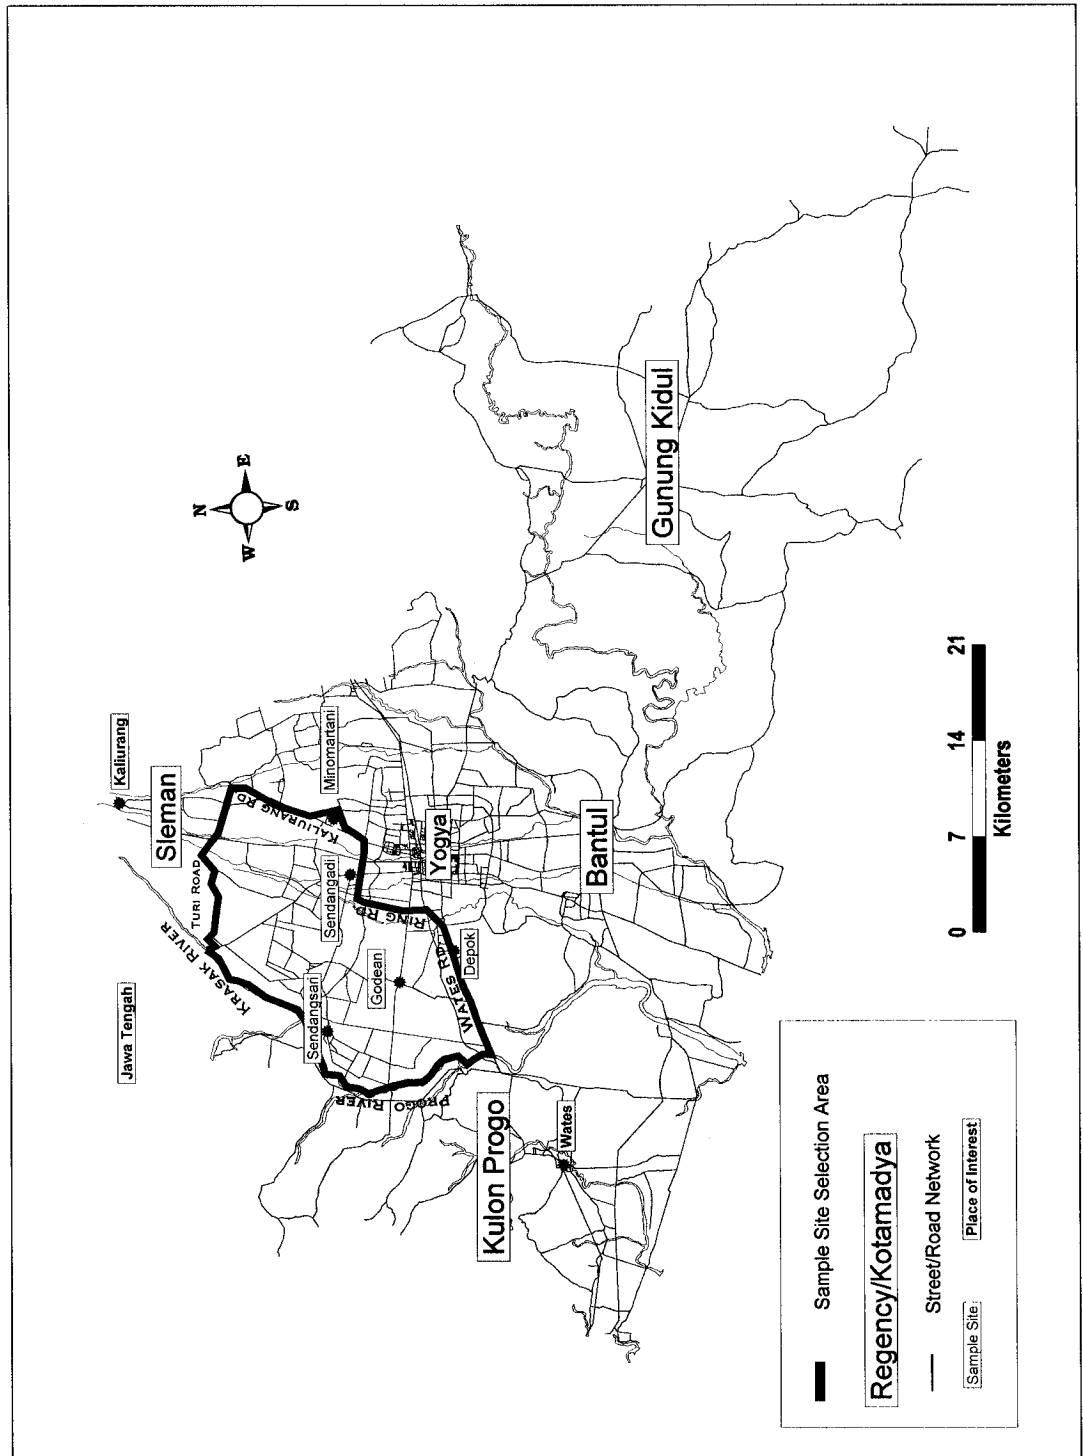 Jawa Tengah
Kaliurang
Sleman
N
E
W
S
KRASAK RIVER
TURI ROAD
KALIURANG RD
Minomartani
Sendangadi
Sendangsari
Godean
RING RD.
Yogya
PROGO RIVER
WATES RD
Depok
Kulon Progo
Wates
Bantul
Gunung Kidul
0 7 14 21
Kilometers
Sample Site Selection Area
Regency/Kotamadya
Street/Road Network
Sample Site
Place of Interest